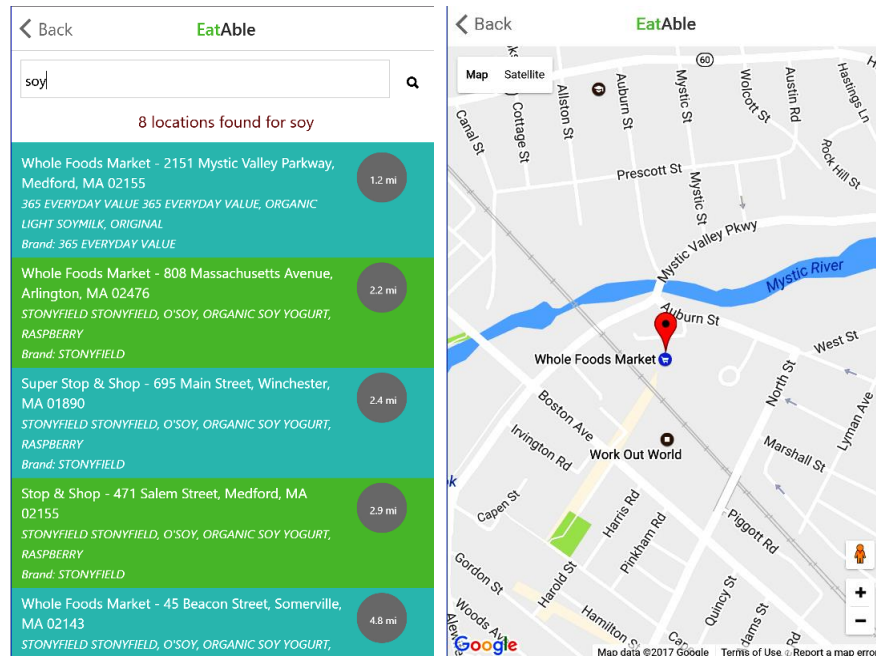 Back
EatAble
soy
8 locations found for soy
Whole Foods Market - 2151 Mystic Valley Parkway,
Medford, MA 02155
365 EVERYDAY VALUE 365 EVERYDAY VALUE, ORGANIC
LIGHT SOYMILK, ORIGINAL
Brand: 365 EVERYDAY VALUE
1.2 mi
Whole Foods Market - 808 Massachusetts Avenue,
Arlington, MA 02476
STONYFIELD STONYFIELD, O'SOY, ORGANIC SOY YOGURT,
RASPBERRY
Brand: STONYFIELD
2.2 mi
Super Stop & Shop - 695 Main Street, Winchester,
MA 01890
STONYFIELD STONYFIELD, O'SOY, ORGANIC SOY YOGURT,
RASPBERRY
Brand: STONYFIELD
2.4 mi
Stop & Shop - 471 Salem Street, Medford, MA
02155
STONYFIELD STONYFIELD, O'SOY, ORGANIC SOY YOGURT,
RASPBERRY
Brand: STONYFIELD
2.9 mi
Whole Foods Market - 45 Beacon Street, Somerville,
MA 02143
STONYFIELD STONYFIELD, O'SOY, ORGANIC SOY YOGURT,
4.8 mi
Back
EatAble
Map
Satellite
60
Canal St
Cottage St
Allston St
Auburn St
Mystic St
Wolcott St
Austin Rd
Hastings Ln
Rock Hill St
Prescott St
Mystic St
Mystic Valley Pkwy
Mystic River
Auburn St
West St
Whole Foods Market
North St
Boston Ave
Lyman Ave
Irvington Rd
Work Out World
Marshall St
Capen St
Harris Rd
Pinkham Rd
Piggott Rd
Gordon St
Harold St
Quincy St
Woods Av
Hamilton
Adams St
Google
Map data ©2017 Google
Terms of Use
Report a map error